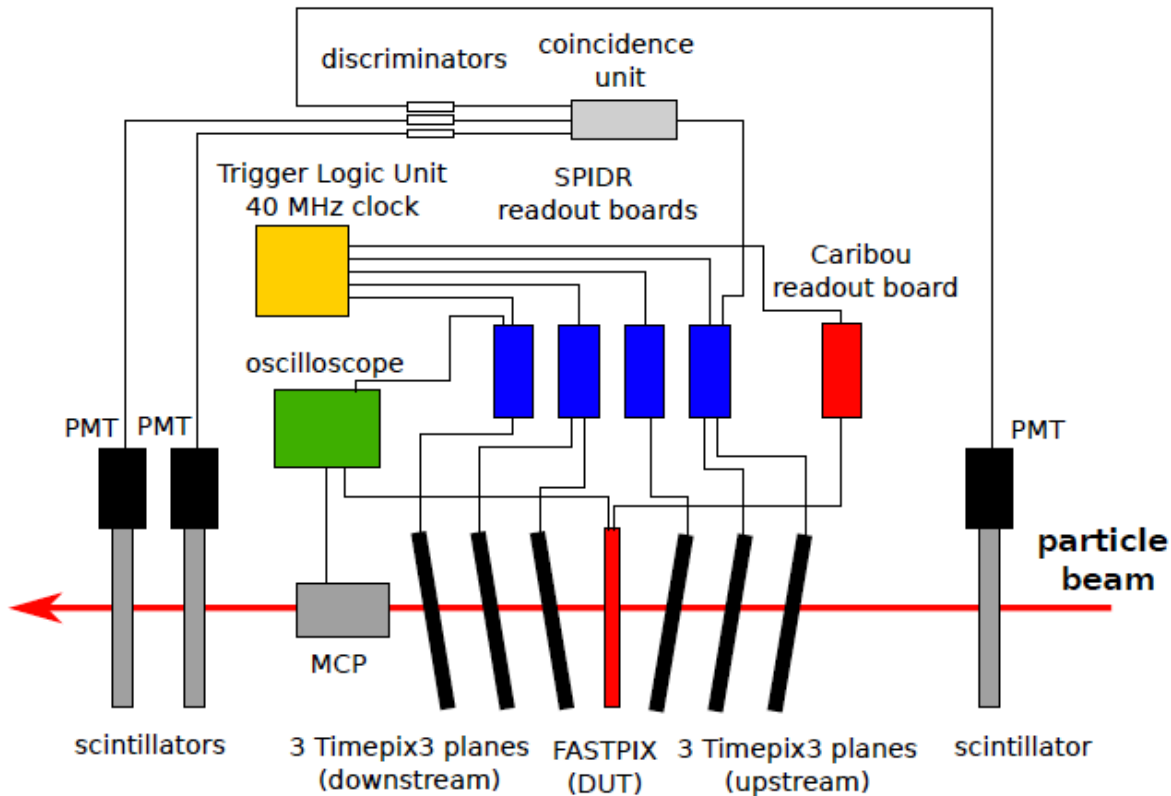 discriminators
coincidence
unit
Trigger Logic Unit
40 MHz clock
SPIDR
readout boards
Caribou
readout board
oscilloscope
PMT
PMT
PMT
particle
beam
MCP
scintillators
3 Timepix3 planes
(downstream)
FASTPIX
(DUT)
3 Timepix3 planes
(upstream)
scintillator